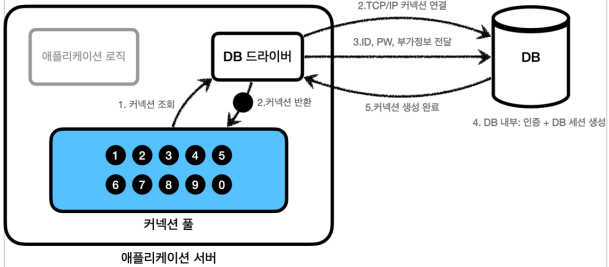 2.TCP/IP 커넥션 연결
애플리케이션 로직
DB 드라이버
3.ID, PW, 부가정보 전달
DB
1. 커넥션 조회
2.커넥션 반환
5.커넥션 생성 완료
4. DB 내부: 인증 + DB 세션 생성
1 2 3 4 5
6 7 8 9 0
커넥션 풀
애플리케이션 서버